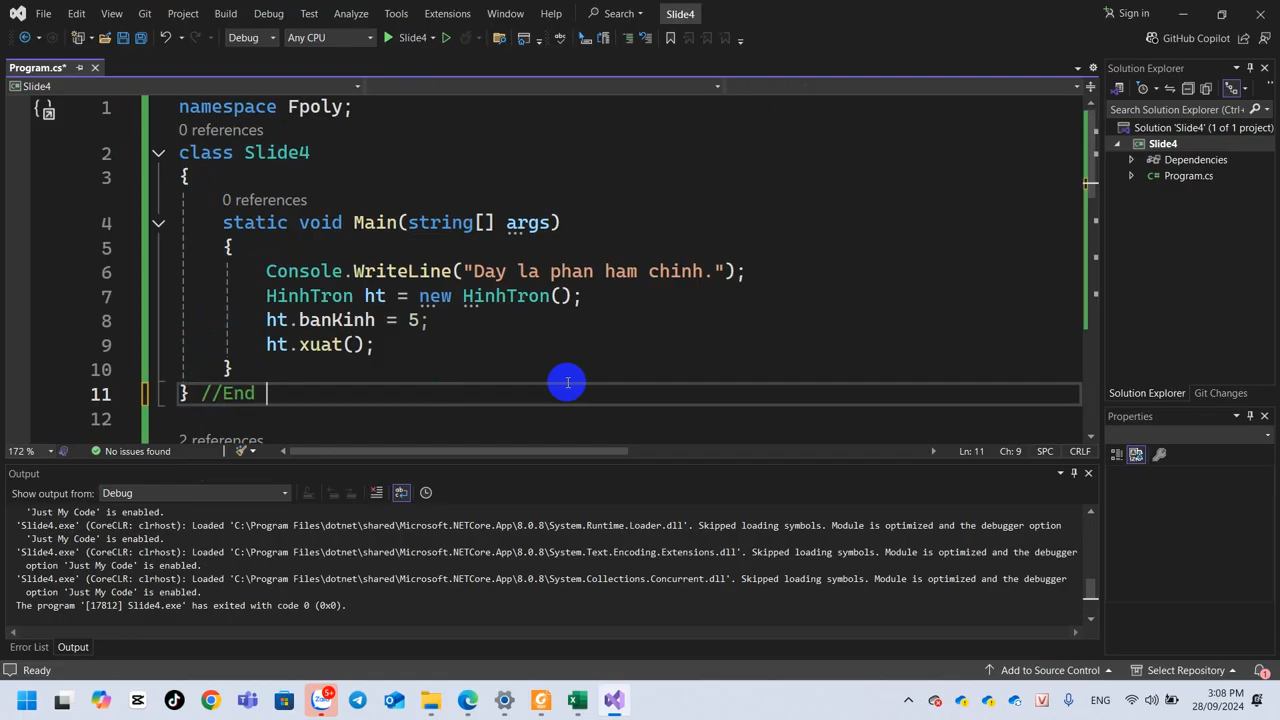 File Edit View Git Project Build Debug Test Analyze Tools Extensions Window Help Search Slide4 Sign in
Debug Any CPU Slide4 GitHub Copilot
Program.cs*
Slide4
1 namespace Fpoly;
0 references
2 class Slide4
3 {
0 references
4 static void Main(string[] args)
5 {
6 Console.WriteLine("Day la phan ham chinh.");
7 HinhTron ht = new HinhTron();
8 ht.banKinh = 5;
9 ht.xuat();
10 }
11 } //End
12
2 references
172 % No issues found Ln: 11 Ch: 9 SPC CRLF
Output
Show output from: Debug
'Just My Code' is enabled.
'Slide4.exe' (CoreCLR: clrhost): Loaded 'C:\Program Files\dotnet\shared\Microsoft.NETCore.App\8.0.8\System.Runtime.Loader.dll'. Skipped loading symbols. Module is optimized and the debugger option
'Just My Code' is enabled.
'Slide4.exe' (CoreCLR: clrhost): Loaded 'C:\Program Files\dotnet\shared\Microsoft.NETCore.App\8.0.8\System.Text.Encoding.Extensions.dll'. Skipped loading symbols. Module is optimized and the debugger
option 'Just My Code' is enabled.
'Slide4.exe' (CoreCLR: clrhost): Loaded 'C:\Program Files\dotnet\shared\Microsoft.NETCore.App\8.0.8\System.Collections.Concurrent.dll'. Skipped loading symbols. Module is optimized and the debugger
option 'Just My Code' is enabled.
The program '[17812] Slide4.exe' has exited with code 0 (0x0).
Error List Output
Solution Explorer
Search Solution Explorer (Ctrl+
Solution 'Slide4' (1 of 1 project)
Slide4
Dependencies
Program.cs
Solution Explorer Git Changes
Properties
Ready Add to Source Control Select Repository 1
Zalo 5+ ENG 3:08 PM
28/09/2024